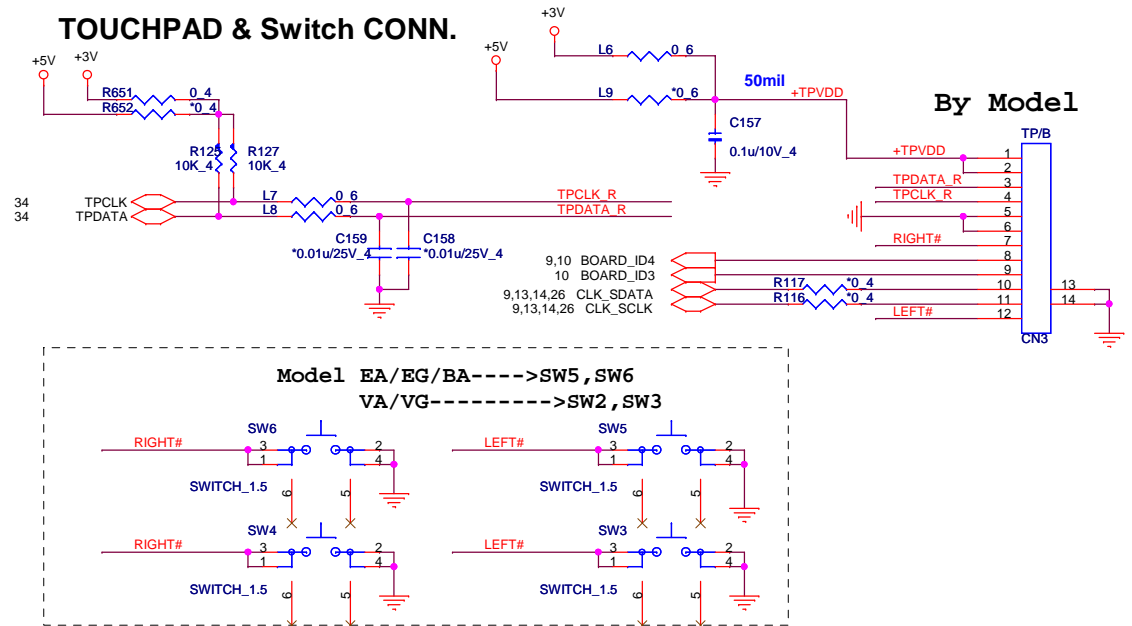 TOUCHPAD & Switch CONN.
+5V
+3V
R651
0_4
R652
*0_4
R125
10K_4
R127
10K_4
34
TPCLK
34
TPDATA
L7
0_6
L8
0_6
C159
*0.01u/25V_4
C158
*0.01u/25V_4
TPCLK_R
TPDATA_R
+3V
+5V
L6
0_6
L9
*0_6
50mil
+TPVDD
C157
0.1u/10V_4
By Model
TP/B
+TPVDD
1
2
TPDATA_R
3
TPCLK_R
4
5
6
RIGHT#
7
9,10 BOARD_ID4
8
10 BOARD_ID3
9
9,13,14,26 CLK_SDATA
R117
*0_4
10
9,13,14,26 CLK_SCLK
R116
*0_4
11
LEFT#
12
13
14
CN3
Model EA/EG/BA---->SW5,SW6
VA/VG--------->SW2,SW3
SW6
RIGHT#
3
1
2
4
SWITCH_1.5
6
5
SW5
LEFT#
3
1
2
4
SWITCH_1.5
6
5
SW4
RIGHT#
3
1
2
4
SWITCH_1.5
6
5
SW3
LEFT#
3
1
2
4
SWITCH_1.5
6
5